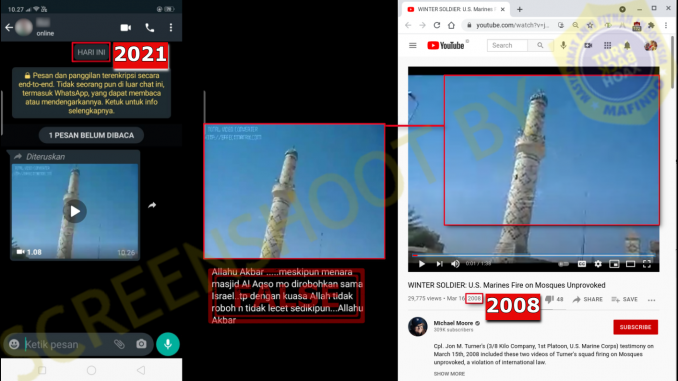 10.27
online
HARI INI
2021
Pesan dan panggilan terenkripsi secara
end-to-end. Tidak seorang pun di luar chat ini,
termasuk WhatsApp, yang dapat membaca
atau mendengarkannya. Ketuk untuk info
selengkapnya.
1 PESAN BELUM DIBACA
Diteruskan
1.08
10.26
Ketik pesan
Allahu Akbar .....meskipun menara
masjid Al Aqso mo dirobohkan sama
Israel. tp dengan kuasa Allah tidak
roboh n tidak lecet sedikipun...Allahu
Akbar
FALSE
SCREENSHOOT BY
TURN BACK HOAX
MAFINDO
WINTER SOLDIER: U.S. Marines F
youtube.com/watch?v=j...
YouTube
Search
0:01 / 1:38
WINTER SOLDIER: U.S. Marines Fire on Mosques Unprovoked
29,775 views • Mar 16, 2008
48
SHARE
SAVE
2008
Michael Moore
SUBSCRIBE
Cpl. Jon M. Turner's (3/8 Kilo Company, 1st Platoon, U.S. Marine Corps) testimony on
March 15th, 2008 included these two videos of Turner's squad firing on Mosques
unprovoked, a violation of international law.
SHOW MORE